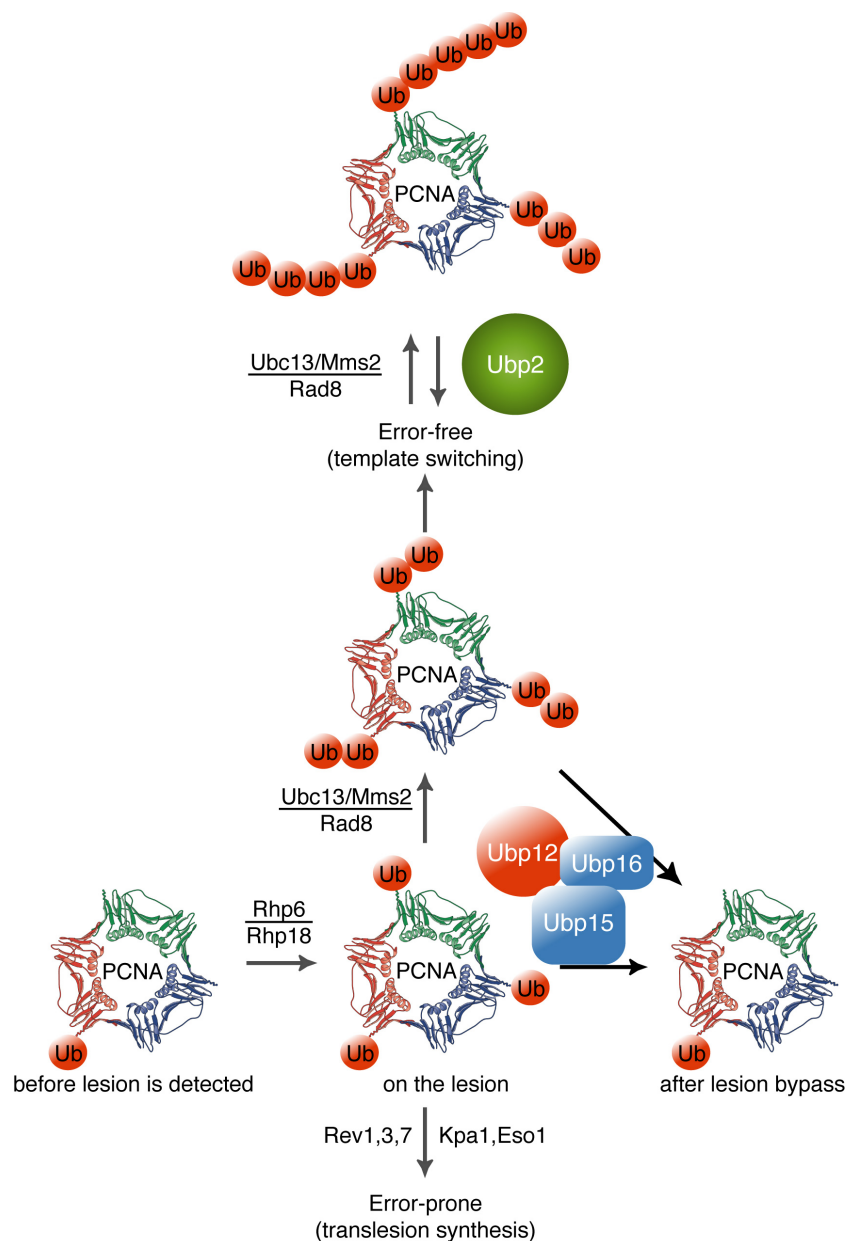 Ub Ub Ub Ub Ub
PCNA
Ub Ub Ub
Ub Ub Ub Ub
Ubc13/Mms2
Rad8
Ubp2
Error-free
(template switching)
Ub Ub
PCNA
Ub Ub
Ub Ub
Ubc13/Mms2
Rad8
Ubp12
Ubp16
Ubp15
Ub
Rhp6
Rhp18
PCNA
PCNA
PCNA
Ub
Ub
Ub
Ub
before lesion is detected
on the lesion
after lesion bypass
Rev1,3,7
Kpa1,Eso1
Error-prone
(translesion synthesis)